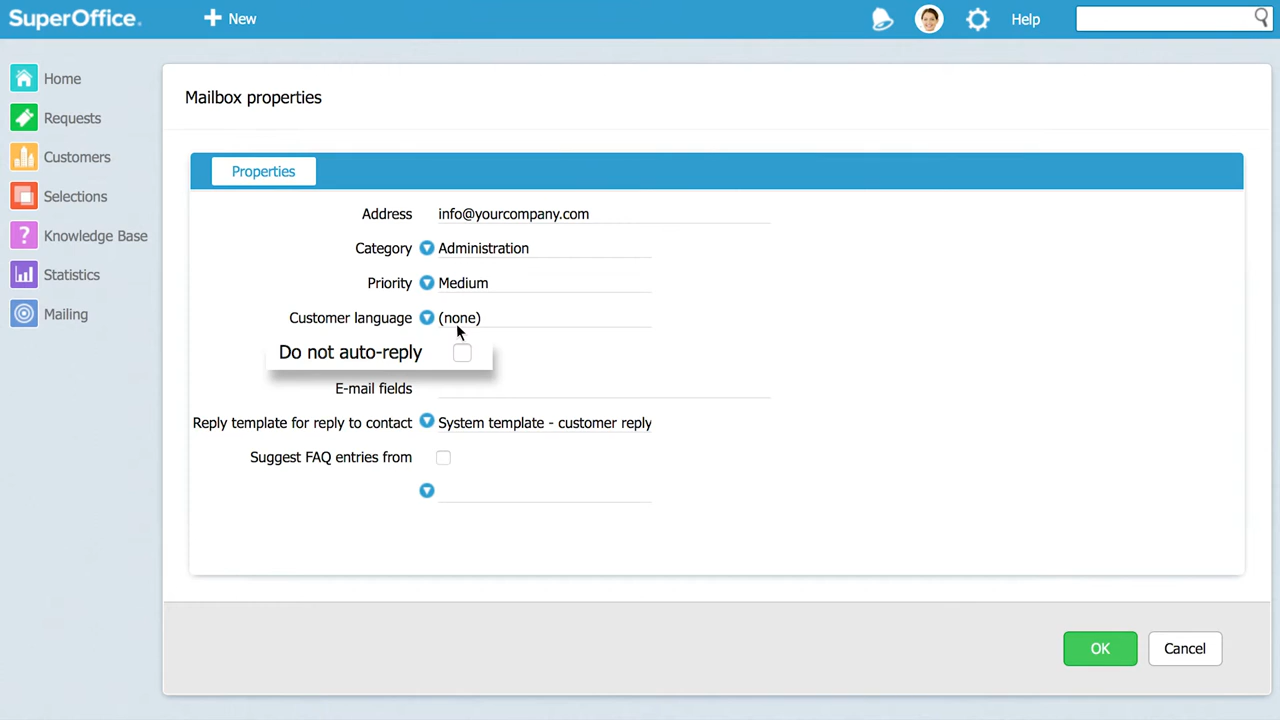 SuperOffice.
New
Help
Home
Requests
Customers
Selections
Knowledge Base
Statistics
Mailing
Mailbox properties
Properties
Address info@yourcompany.com
Category Administration
Priority Medium
Customer language (none)
Do not auto-reply
E-mail fields
Reply template for reply to contact System template - customer reply
Suggest FAQ entries from
OK Cancel